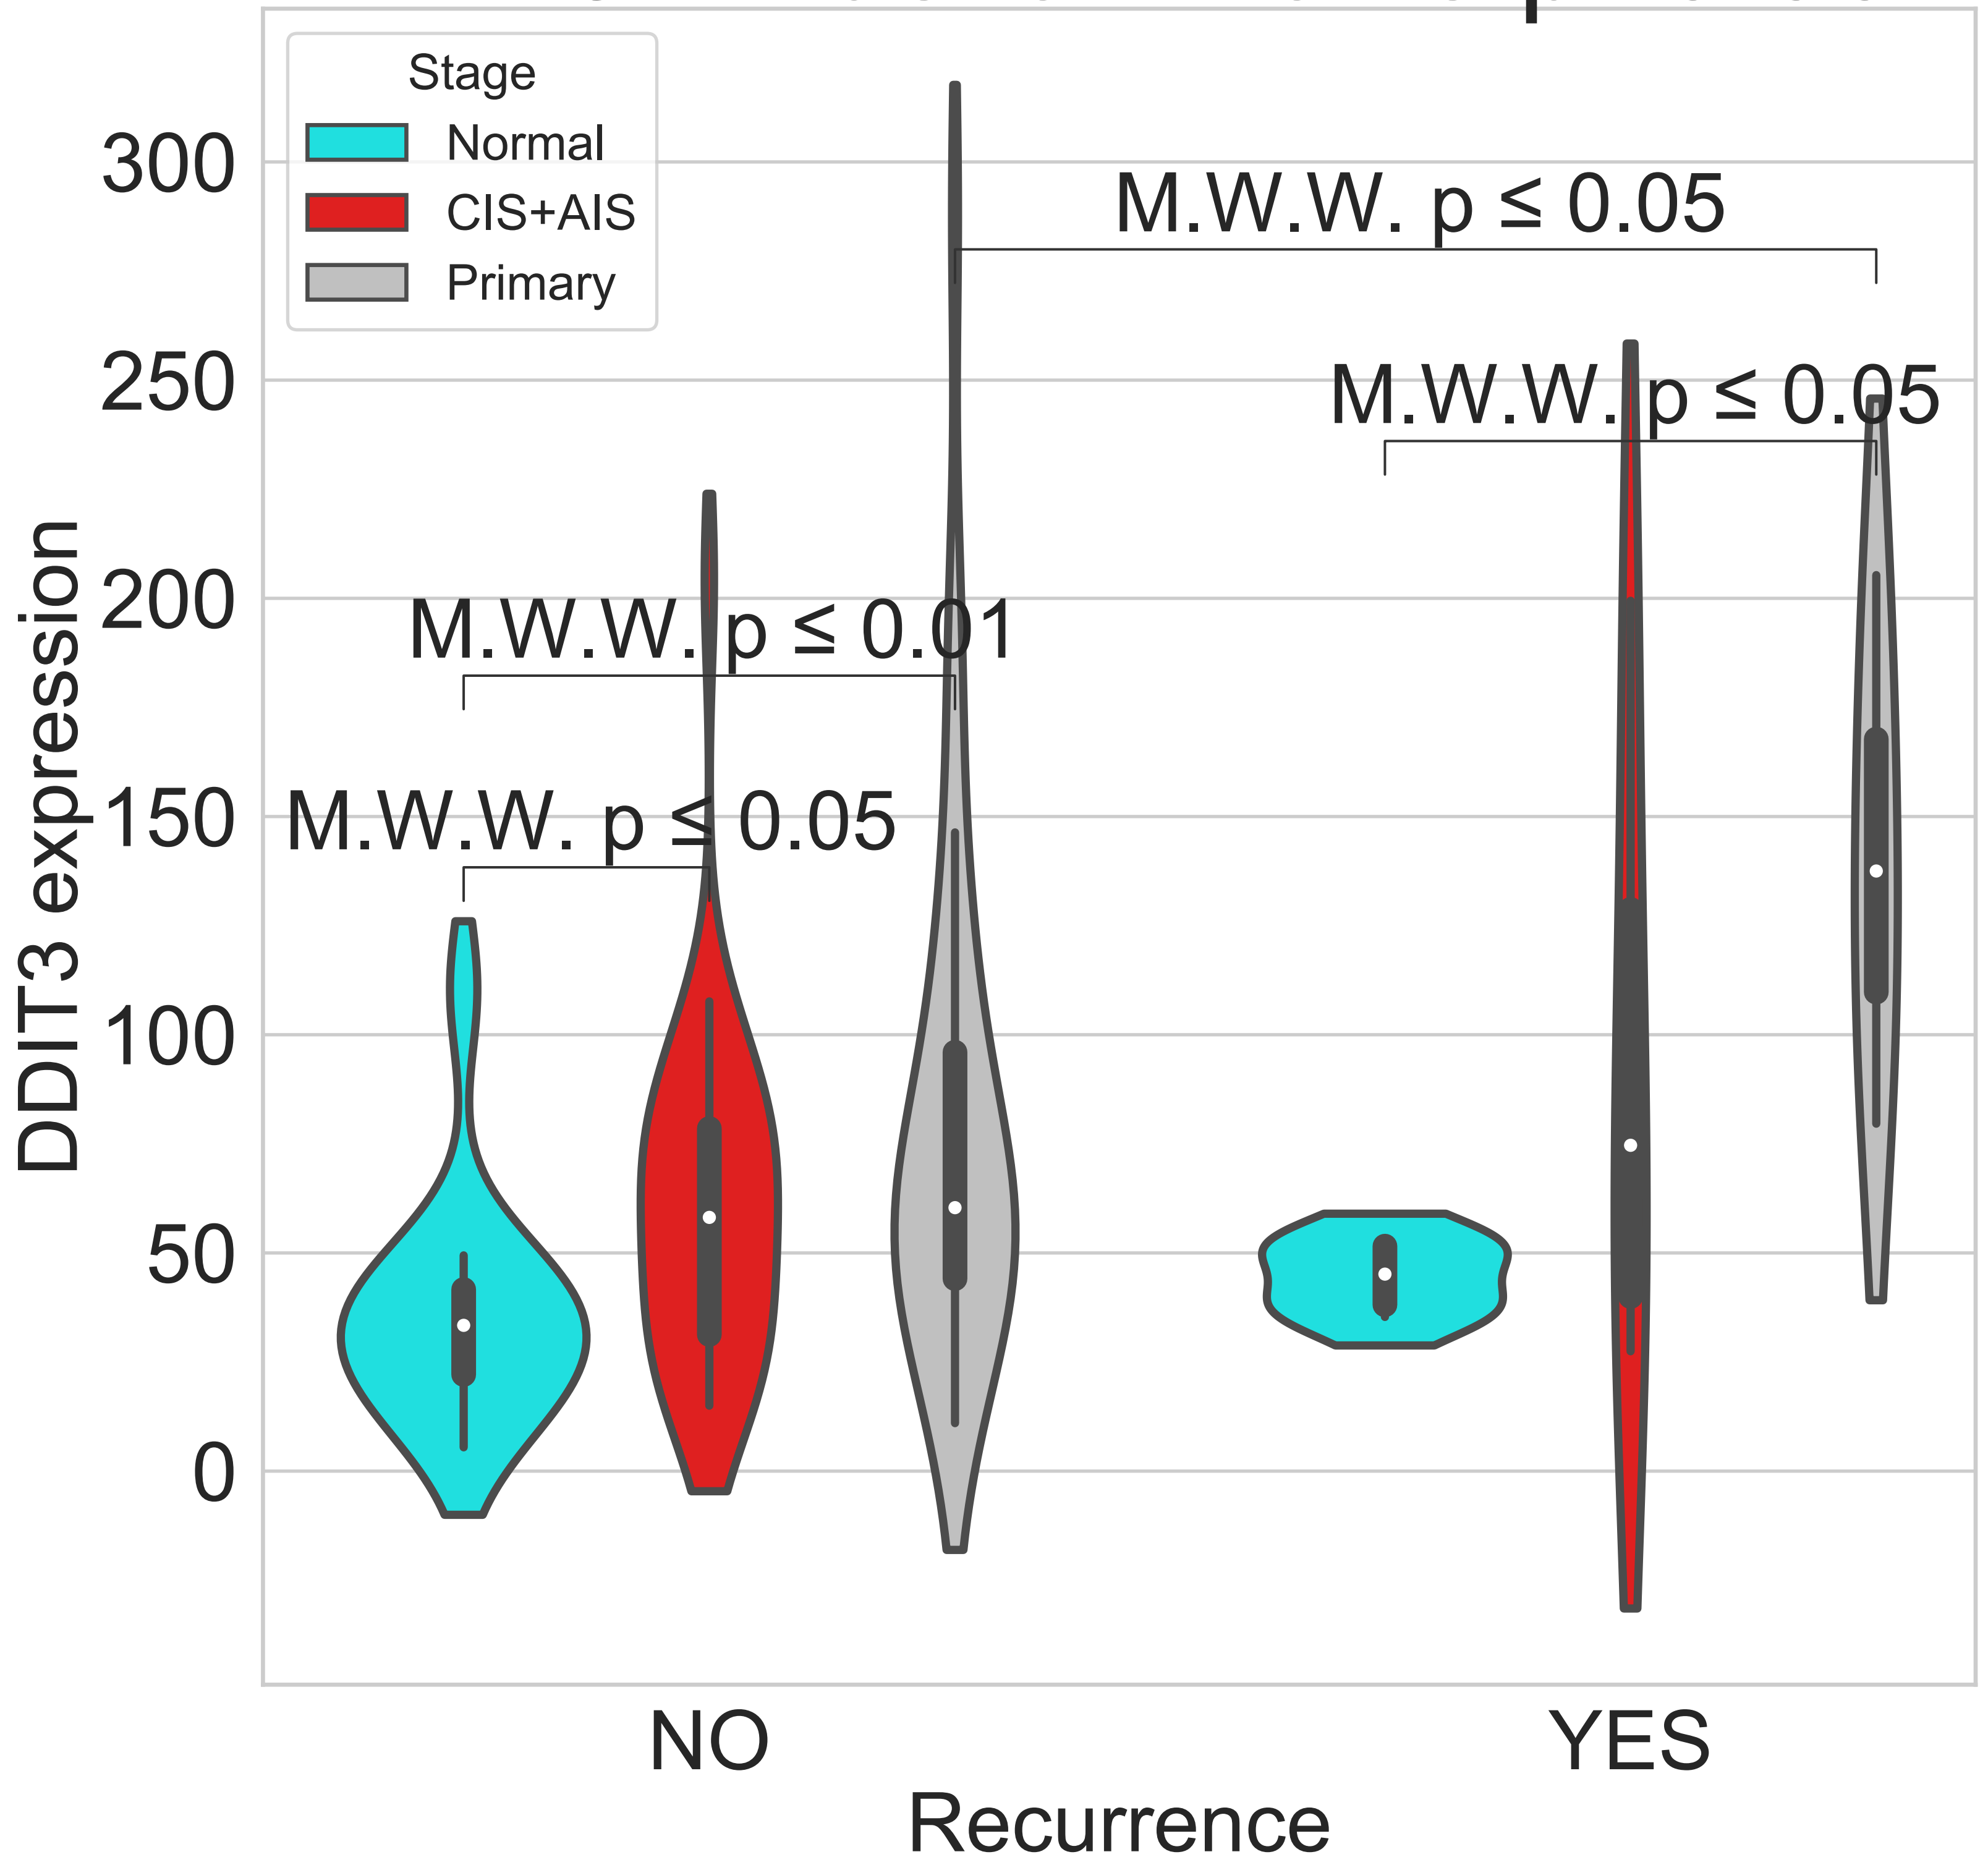 Stage
Normal
CIS+AIS
Primary
300
250
200
150
100
50
0
DDIT3 expression
M.W.W. p ≤ 0.05
M.W.W. p ≤ 0.05
M.W.W. p ≤ 0.01
M.W.W. p ≤ 0.05
NO
YES
Recurrence